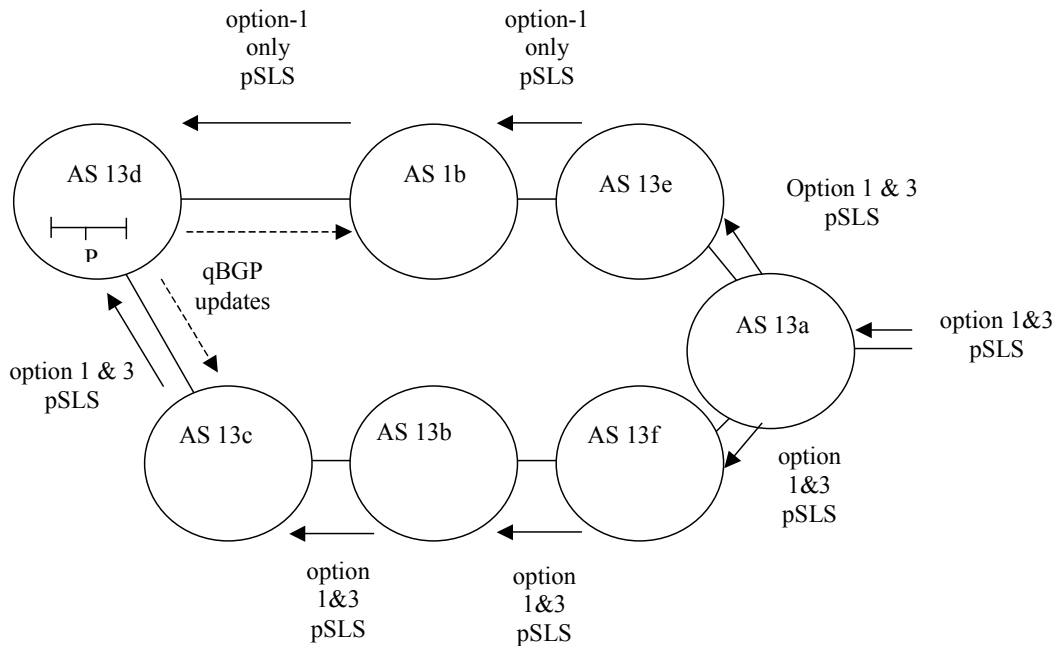 option-1
only
pSLS
option-1
only
pSLS
AS 13d
P
AS 1b
AS 13e
Option 1 & 3
pSLS
qBGP
updates
AS 13a
option 1&3
pSLS
option 1 & 3
pSLS
AS 13c
AS 13b
AS 13f
option
1&3
pSLS
option
1&3
pSLS
option
1&3
pSLS